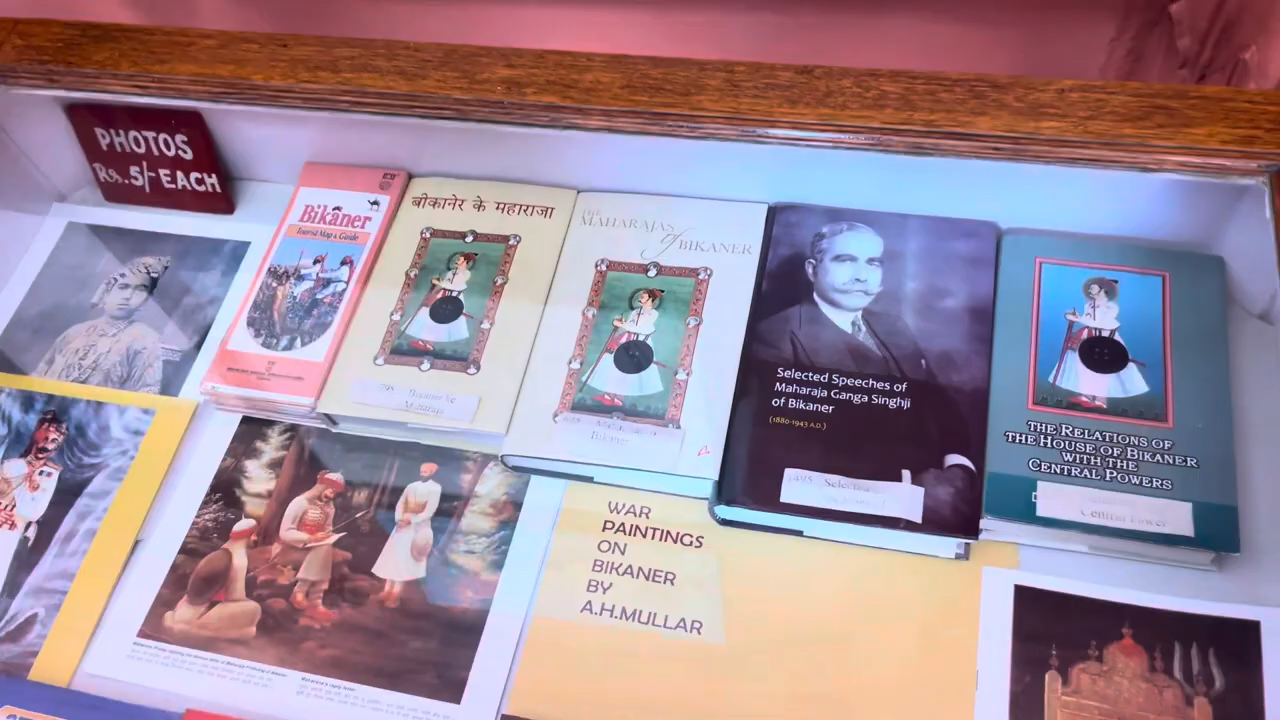 PHOTOS
Rs.5/-EACH
Bikaner
Tourist Map & Guide
बीकानेर के महाराजा
THE
MAHARAJAS
of BIKANER
Selected Speeches of
Maharaja Ganga Singhji
of Bikaner
(1880-1943 A.D.)
THE RELATIONS OF
THE HOUSE OF BIKANER
WITH THE
CENTRAL POWERS
Central Power
WAR
PAINTINGS
ON
BIKANER
BY
A.H.MULLAR